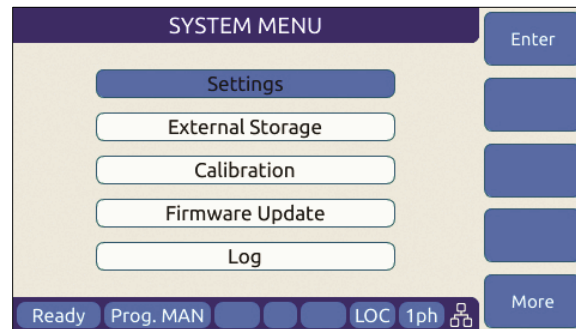 SYSTEM MENU
Enter
Settings
External Storage
Calibration
Firmware Update
Log
More
Ready Prog. MAN LOC 1ph